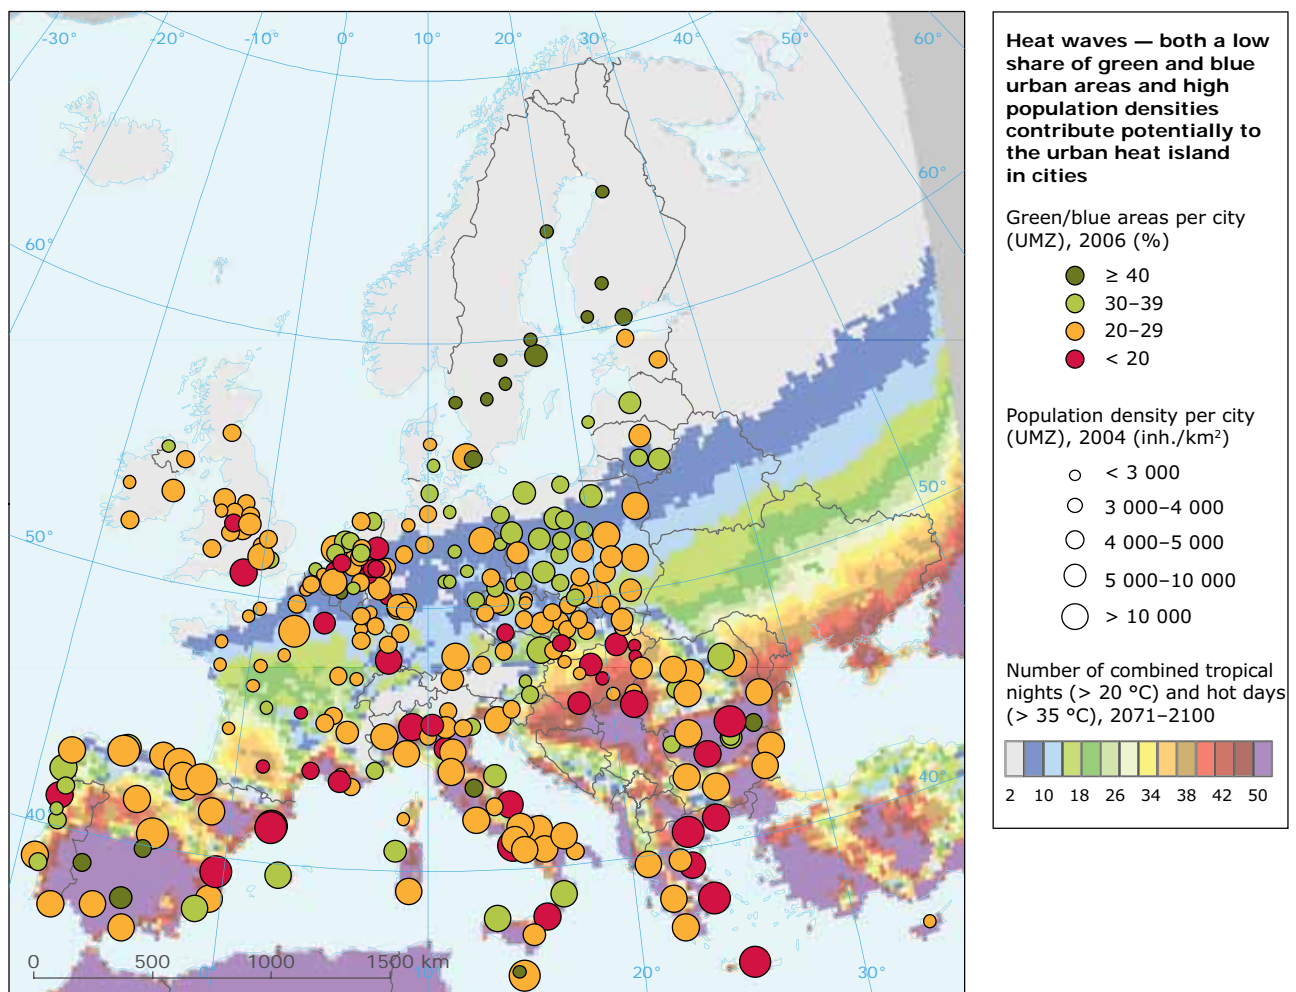 -30° -20° -10° 0° 10° 20° 30° 40° 50° 60°
60°
60°
50°
50°
40°
40°
0 500 1000 1500 km
0° 10° 20° 30°
Heat waves — both a low
share of green and blue
urban areas and high
population densities
contribute potentially to
the urban heat island
in cities
Green/blue areas per city
(UMZ), 2006 (%)
≥ 40
30–39
20–29
< 20
Population density per city
(UMZ), 2004 (inh./km²)
< 3 000
3 000–4 000
4 000–5 000
5 000–10 000
> 10 000
Number of combined tropical
nights (> 20 °C) and hot days
(> 35 °C), 2071–2100
2 10 18 26 34 38 42 50